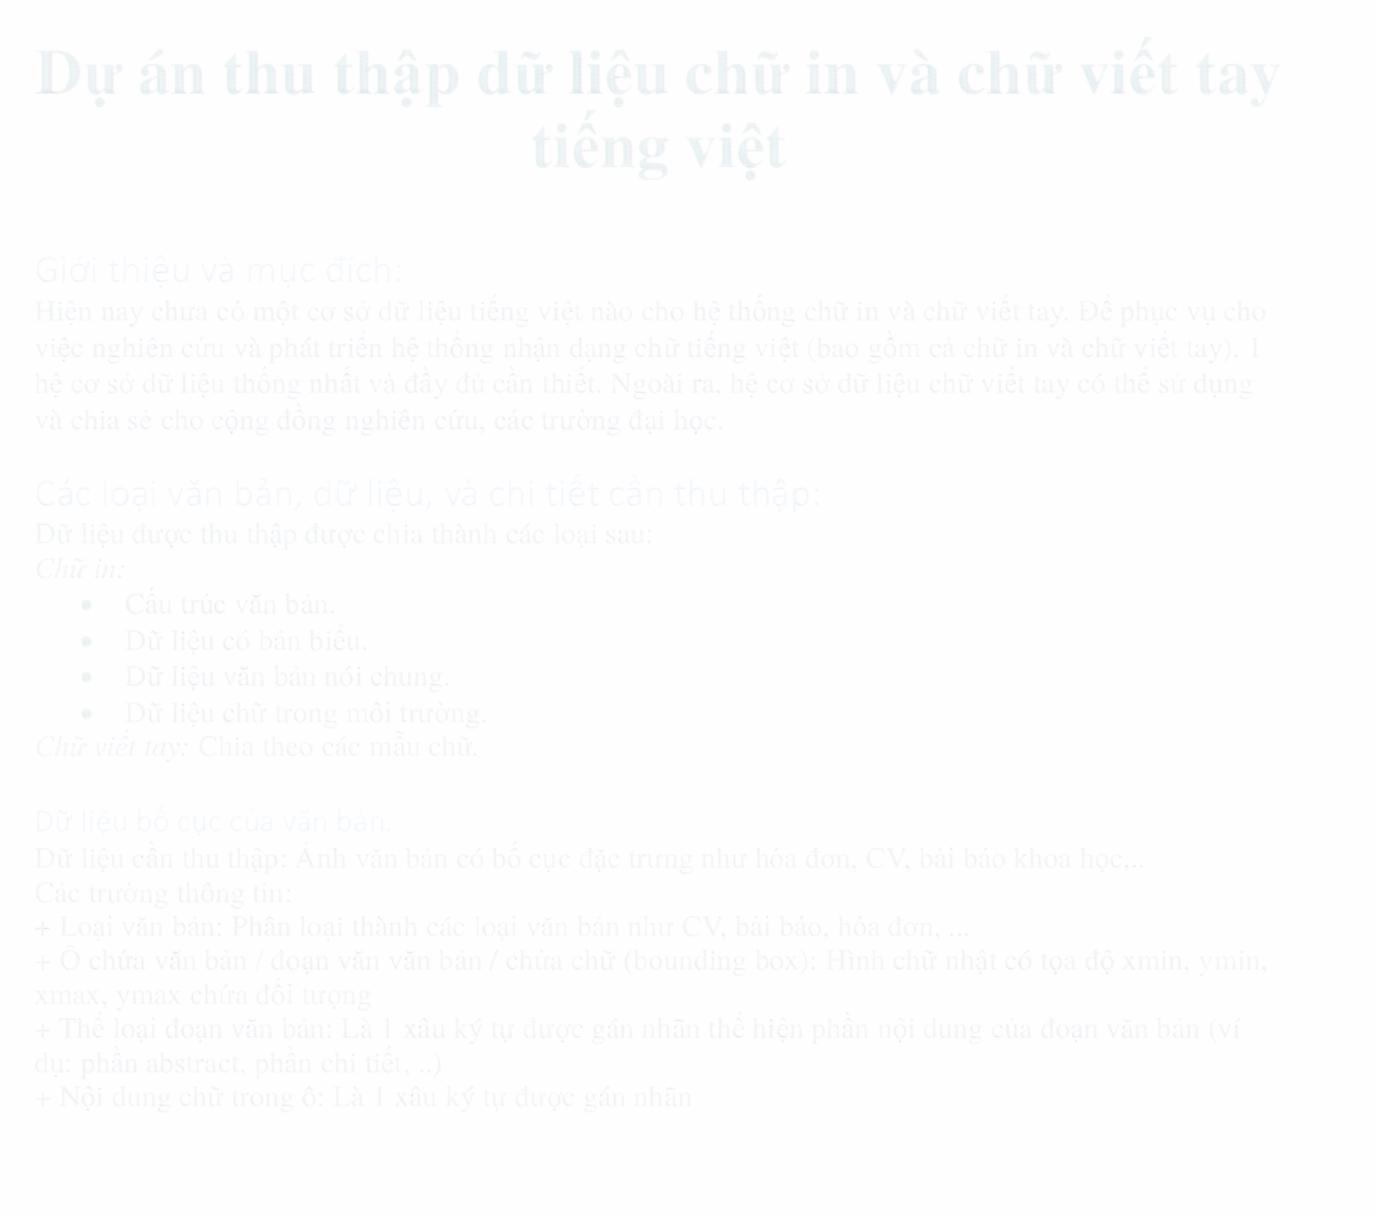 Dự án thu thập dữ liệu chữ in và chữ viết tay
tiếng việt
Giới thiệu và mục đích:
Hiện nay chưa có một cơ sở dữ liệu tiếng việt nào cho hệ thống chữ in và chữ viết tay. Để phục vụ cho
việc nghiên cứu và phát triển hệ thống nhận dạng chữ tiếng việt (bao gồm cả chữ in và chữ viết tay). 1
hệ cơ sở dữ liệu thống nhất và đầy đủ cần thiết. Ngoài ra, hệ cơ sở dữ liệu chữ viết tay có thể sử dụng
và chia sẻ cho cộng đồng nghiên cứu, các trường đại học.
Các loại văn bản, dữ liệu, và chi tiết cần thu thập:
Dữ liệu được thu thập được chia thành các loại sau:
Chữ in:
• Cấu trúc văn bản.
• Dữ liệu có bản biểu.
• Dữ liệu văn bản nói chung.
• Dữ liệu chữ trong môi trường.
Chữ viết tay: Chia theo các mẫu chữ.
Dữ liệu bố cục của văn bản.
Dữ liệu cần thu thập: Ảnh văn bản có bố cục đặc trưng như hóa đơn, CV, bài báo khoa học,..
Các trường thông tin:
+ Loại văn bản: Phân loại thành các loại văn bản như CV, bài báo, hóa đơn, ...
+ Ô chứa văn bản / đoạn văn văn bản / chứa chữ (bounding box): Hình chữ nhật có tọa độ xmin, ymin,
xmax, ymax chứa đối tượng
+ Thể loại đoạn văn bản: Là 1 xâu ký tự được gán nhãn thể hiện phần nội dung của đoạn văn bản (ví
dụ: phần abstract, phần chi tiết, ..)
+ Nội dung chữ trong ô: Là 1 xâu ký tự được gán nhãn